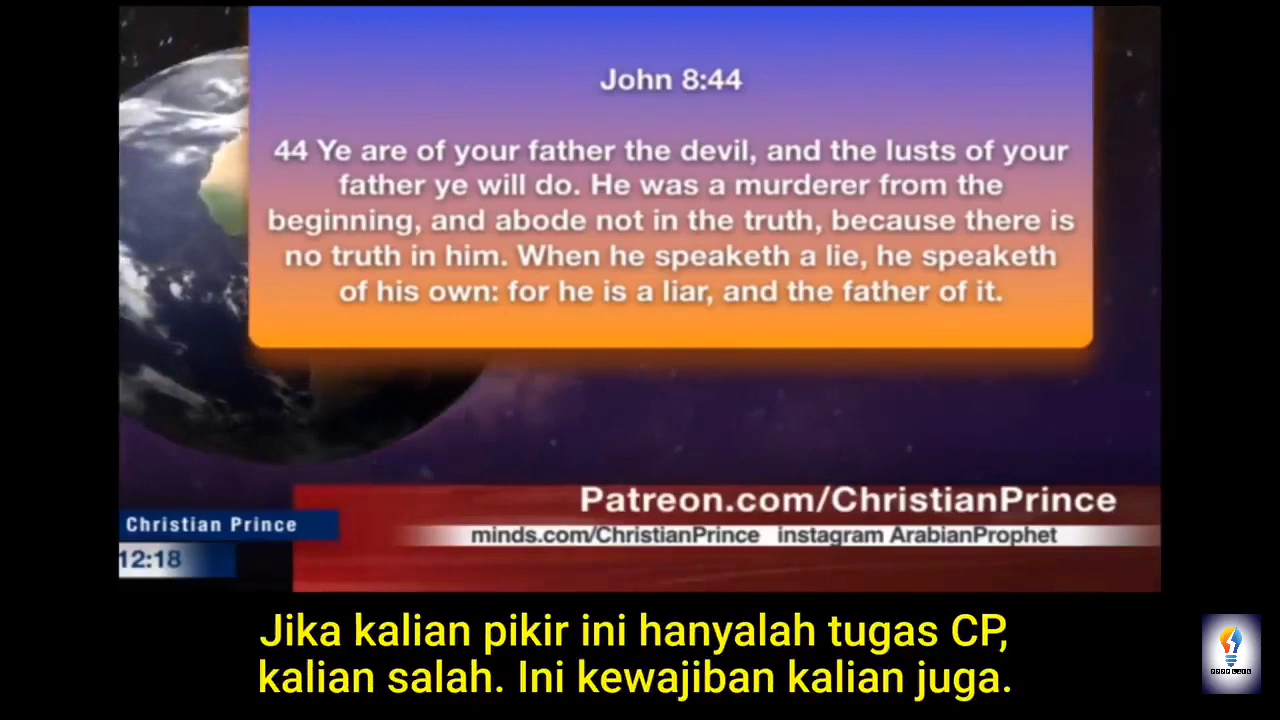 John 8:44
44 Ye are of your father the devil, and the lusts of your
father ye will do. He was a murderer from the
beginning, and abode not in the truth, because there is
no truth in him. When he speaketh a lie, he speaketh
of his own: for he is a liar, and the father of it.
Patreon.com/ChristianPrince
Christian Prince
minds.com/ChristianPrince instagram ArabianProphet
12:18
Jika kalian pikir ini hanyalah tugas CP,
kalian salah. Ini kewajiban kalian juga.